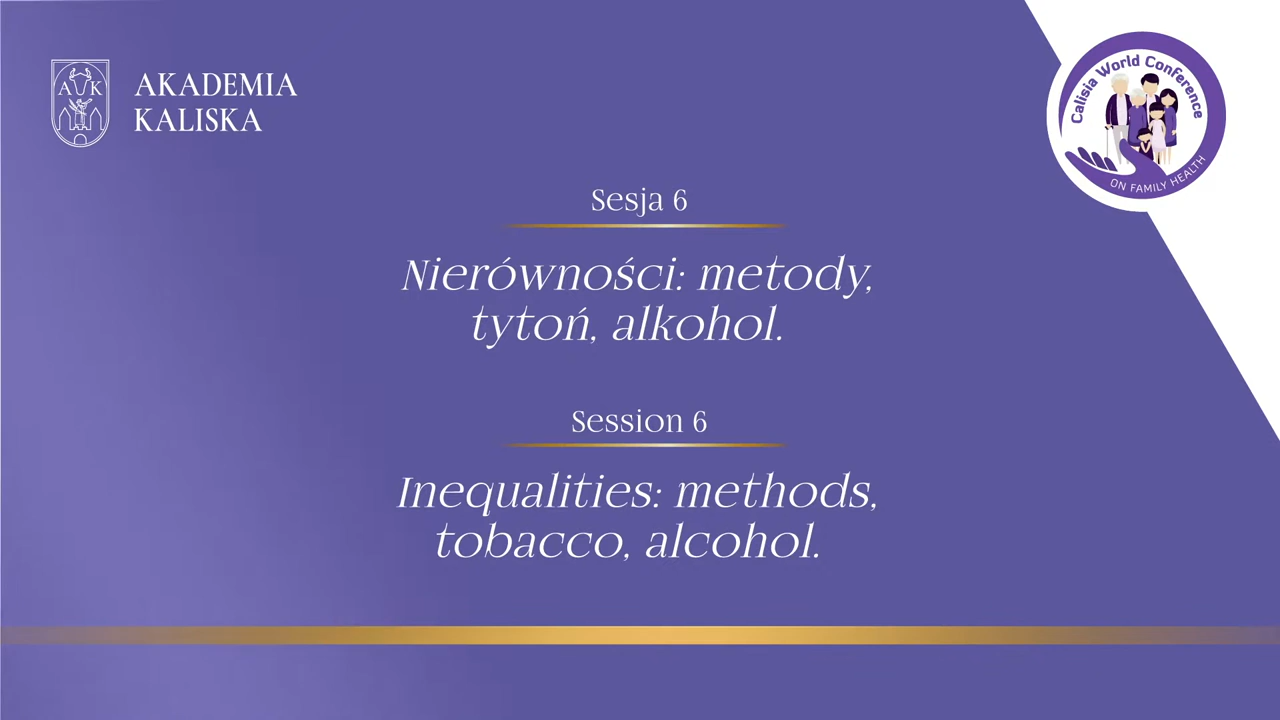 A K
AKADEMIA
KALISKA
Calisia World Conference
ON FAMILY HEALTH
Sesja 6
Nierówności: metody,
tytoń, alkohol.
Session 6
Inequalities: methods,
tobacco, alcohol.